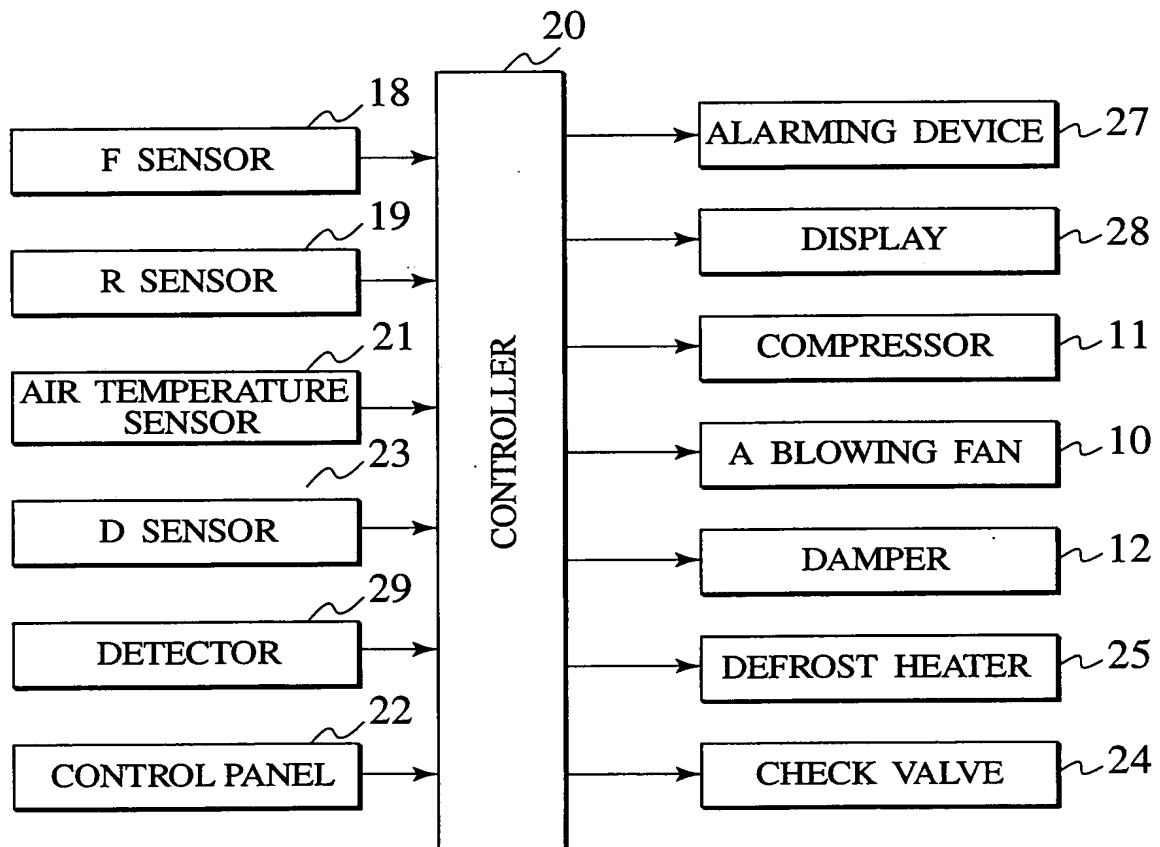 20
18
F SENSOR
19
R SENSOR
21
AIR TEMPERATURE
SENSOR
23
D SENSOR
29
DETECTOR
22
CONTROL PANEL
CONTROLLER
ALARMING DEVICE 27
DISPLAY 28
COMPRESSOR 11
A BLOWING FAN 10
DAMPER 12
DEFROST HEATER 25
CHECK VALVE 24